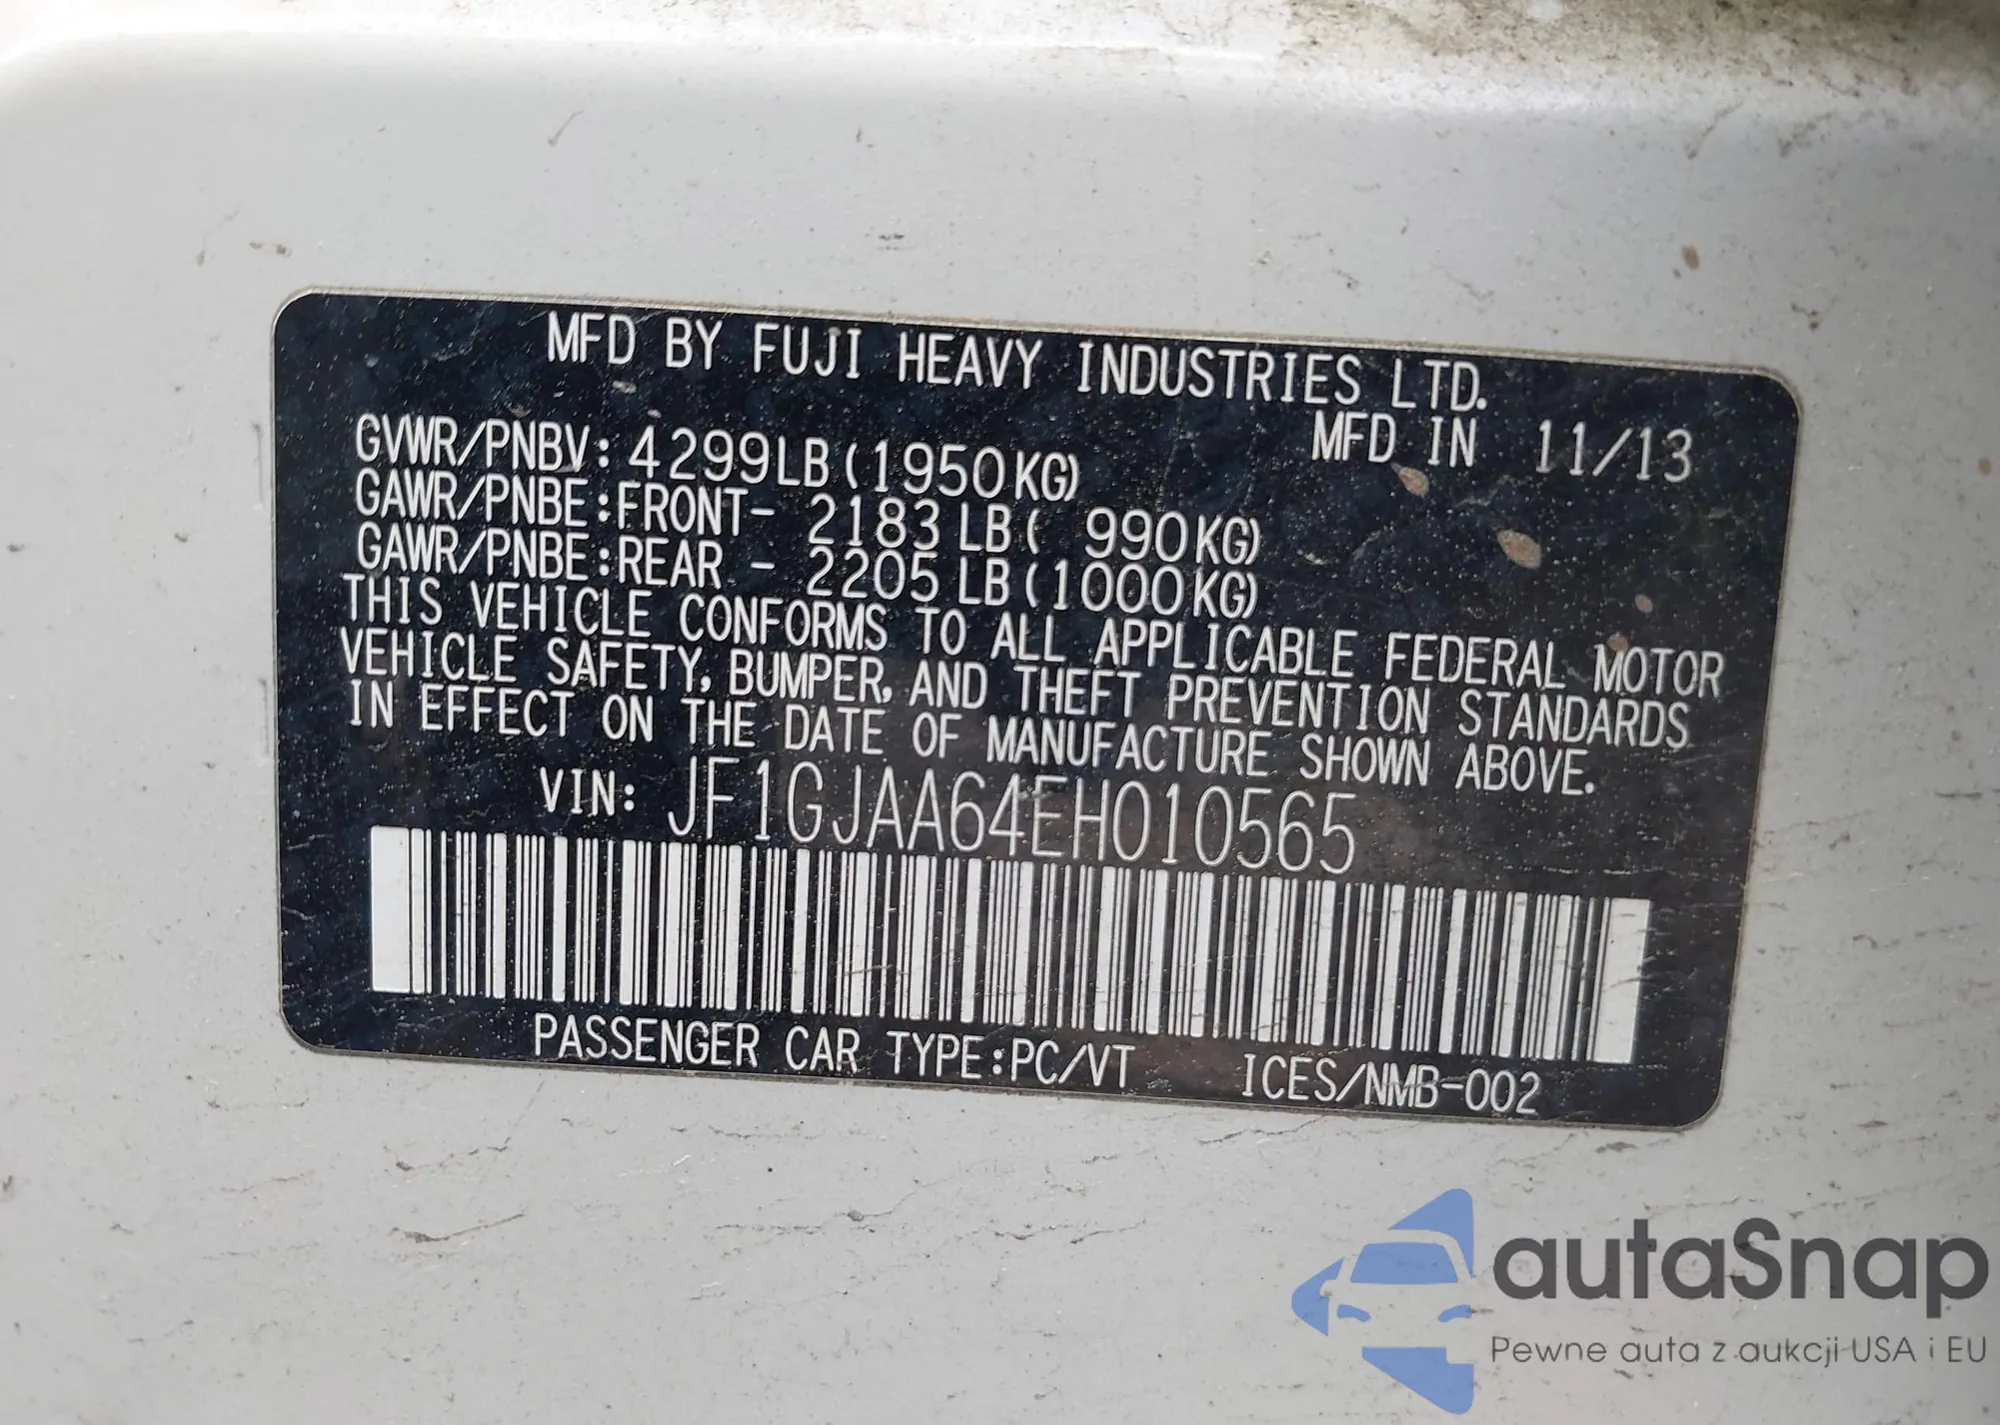 MFD BY FUJI HEAVY INDUSTRIES LTD.
MFD IN 11/13
GVWR/PNBV: 4299LB (1950KG)
GAWR/PNBE:FRONT- 2183 LB ( 990KG)
GAWR/PNBE:REAR - 2205 LB (1000KG)
THIS VEHICLE CONFORMS TO ALL APPLICABLE FEDERAL MOTOR
VEHICLE SAFETY, BUMPER, AND THEFT PREVENTION STANDARDS
IN EFFECT ON THE DATE OF MANUFACTURE SHOWN ABOVE.
VIN: JF1GJAA64EH010565
PASSENGER CAR TYPE:PC/VT ICES/NMB-002
autaSnap
Pewne auta z aukcji USA i EU